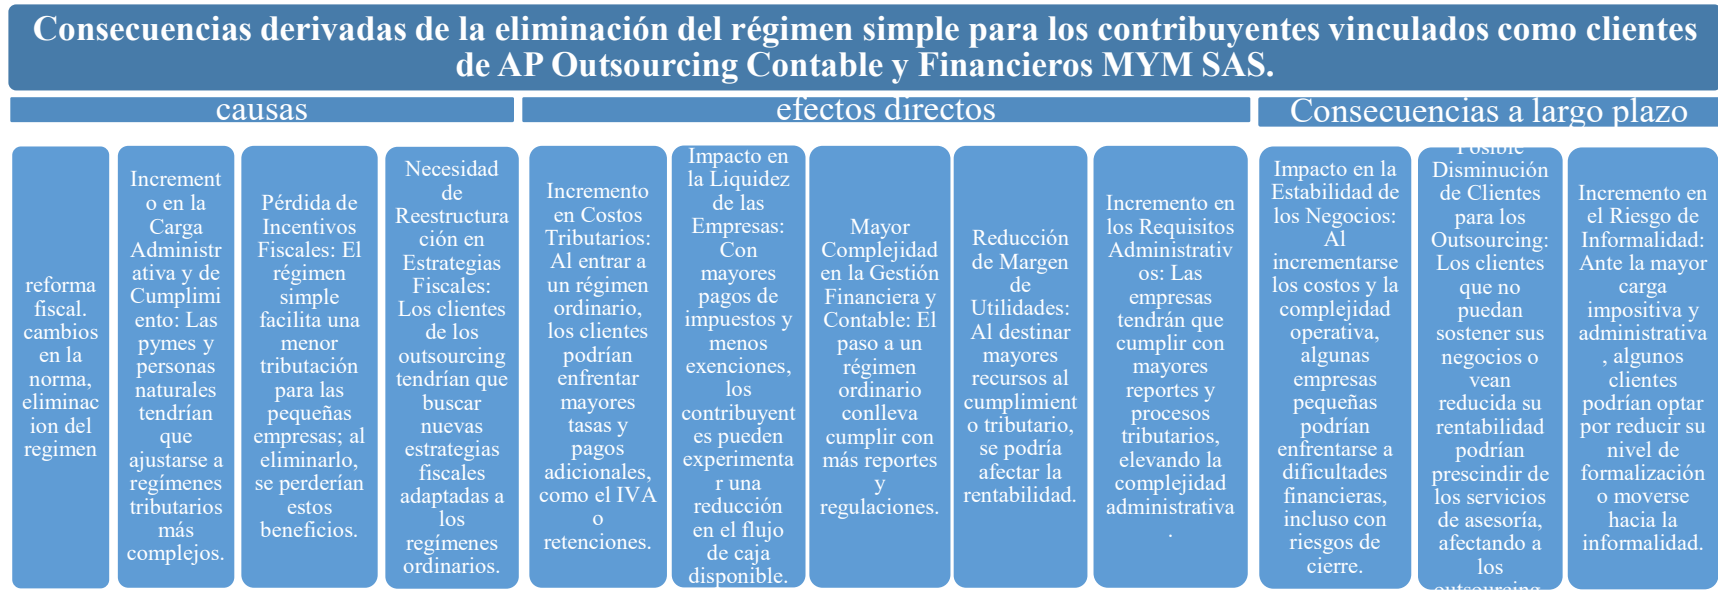 Consecuencias derivadas de la eliminación del régimen simple para los contribuyentes vinculados como clientes
de AP Outsourcing Contable y Financieros MYM SAS.
causas
efectos directos
Consecuencias a largo plazo
reforma
fiscal.
cambios
en la
norma,
eliminac
ion del
regimen
Increment
o en la
Carga
Administr
ativa y de
Cumplimi
ento: Las
pymes y
personas
naturales
tendrían
que
ajustarse a
regímenes
tributarios
más
complejos.
Pérdida de
Incentivos
Fiscales: El
régimen
simple
facilita una
menor
tributación
para las
pequeñas
empresas; al
eliminarlo,
se perderían
estos
beneficios.
Necesidad
de
Reestructura
ción en
Estrategias
Fiscales:
Los clientes
de los
outsourcing
tendrían que
buscar
nuevas
estrategias
fiscales
adaptadas a
los
regímenes
ordinarios.
Incremento
en Costos
Tributarios:
Al entrar a
un régimen
ordinario,
los clientes
podrían
enfrentar
mayores
tasas y
pagos
adicionales,
como el IVA
o
retenciones.
Impacto en
la Liquidez
de las
Empresas:
Con
mayores
pagos de
impuestos y
menos
exenciones,
los
contribuyent
es pueden
experimenta
r una
reducción
en el flujo
de caja
disponible.
Mayor
Complejidad
en la Gestión
Financiera y
Contable: El
paso a un
régimen
ordinario
conlleva
cumplir con
más reportes
y
regulaciones.
Reducción
de Margen
de
Utilidades:
Al destinar
mayores
recursos al
cumplimient
o tributario,
se podría
afectar la
rentabilidad.
Incremento en
los Requisitos
Administrativ
os: Las
empresas
tendrán que
cumplir con
mayores
reportes y
procesos
tributarios,
elevando la
complejidad
administrativa
.
Impacto en la
Estabilidad de
los Negocios:
Al
incrementarse
los costos y la
complejidad
operativa,
algunas
empresas
pequeñas
podrían
enfrentarse a
dificultades
financieras,
incluso con
riesgos de
cierre.
Posible
Disminución
de Clientes
para los
Outsourcing:
Los clientes
que no
puedan
sostener sus
negocios o
vean
reducida su
rentabilidad
podrían
prescindir de
los servicios
de asesoría,
afectando a
los
outsourcing.
Incremento en
el Riesgo de
Informalidad:
Ante la mayor
carga
impositiva y
administrativa
, algunos
clientes
podrían optar
por reducir su
nivel de
formalización
o moverse
hacia la
informalidad.